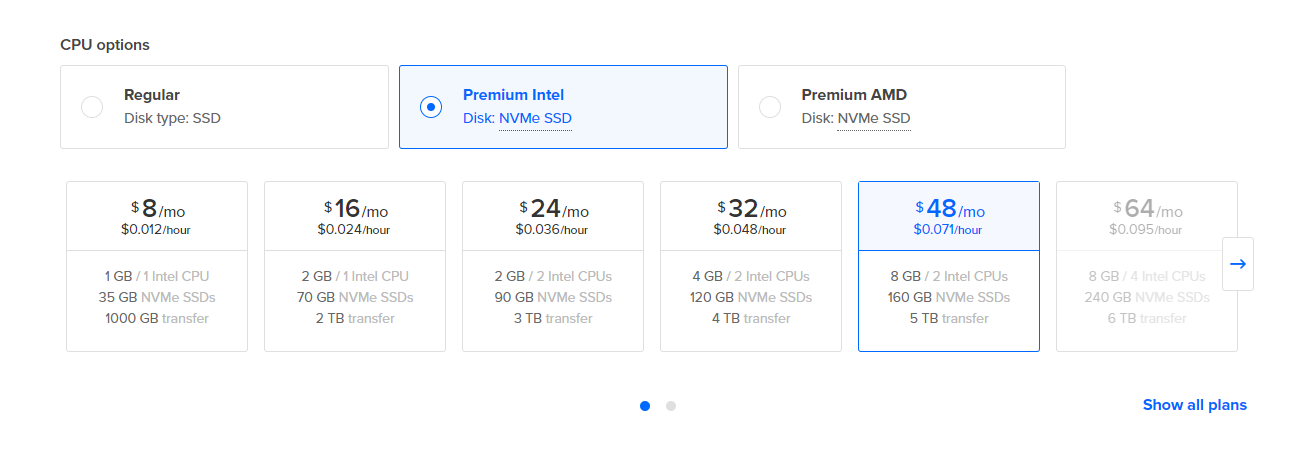 CPU options
Regular
Disk type: SSD
Premium Intel
Disk: NVMe SSD
Premium AMD
Disk: NVMe SSD
$8/mo
$0.012/hour
1 GB / 1 Intel CPU
35 GB NVMe SSDs
1000 GB transfer
$16/mo
$0.024/hour
2 GB / 1 Intel CPU
70 GB NVMe SSDs
2 TB transfer
$24/mo
$0.036/hour
2 GB / 2 Intel CPUs
90 GB NVMe SSDs
3 TB transfer
$32/mo
$0.048/hour
4 GB / 2 Intel CPUs
120 GB NVMe SSDs
4 TB transfer
$48/mo
$0.071/hour
8 GB / 2 Intel CPUs
160 GB NVMe SSDs
5 TB transfer
$64/mo
$0.095/hour
8 GB / 4 Intel CPUs
240 GB NVMe SSDs
6 TB transfer
Show all plans